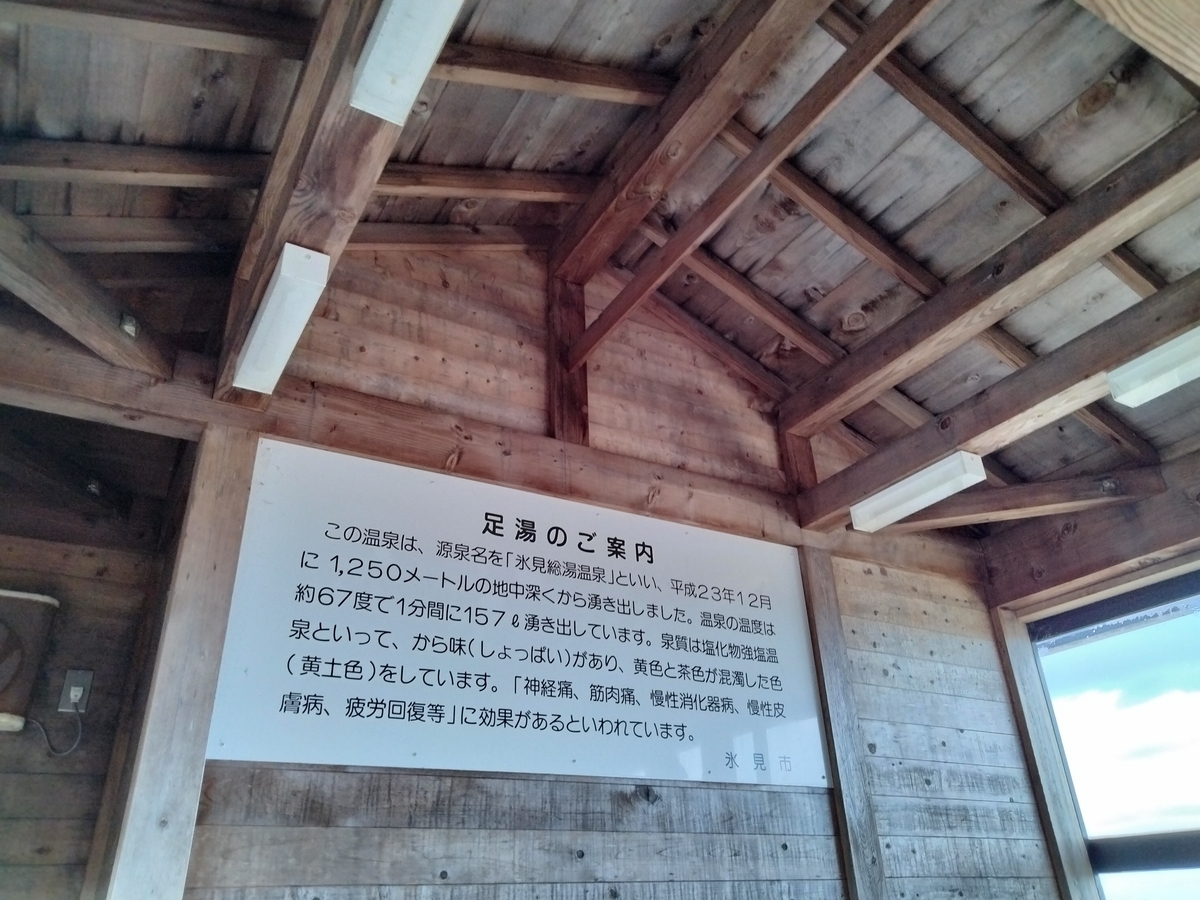 足湯のご案内
この温泉は、源泉名を「氷見総湯温泉」といい、平成23年12月
に1,250メートルの地中深くから湧き出しました。温泉の温度は
約67度で1分間に157ℓ湧き出しています。泉質は塩化物強塩温
泉といって、から味(しょっぱい)があり、黄色と茶色が混濁した色
(黄土色)をしています。「神経痛、筋肉痛、慢性消化器病、慢性皮
膚病、疲労回復等」に効果があるといわれています。
氷見市